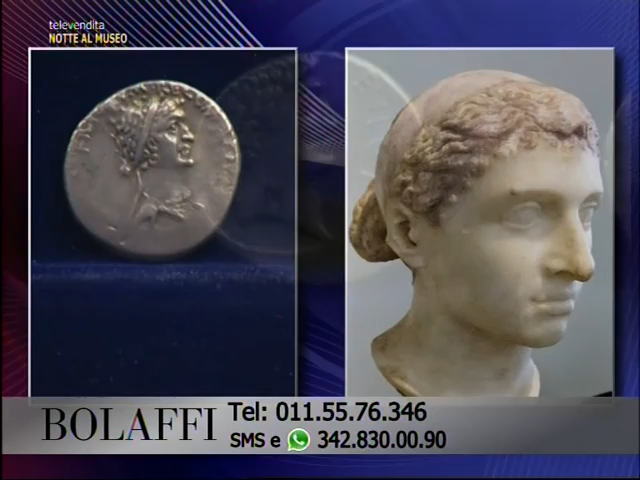 televendita
NOTTE AL MUSEO
BOLAFFI
Tel: 011.55.76.346
SMS e 342.830.00.90